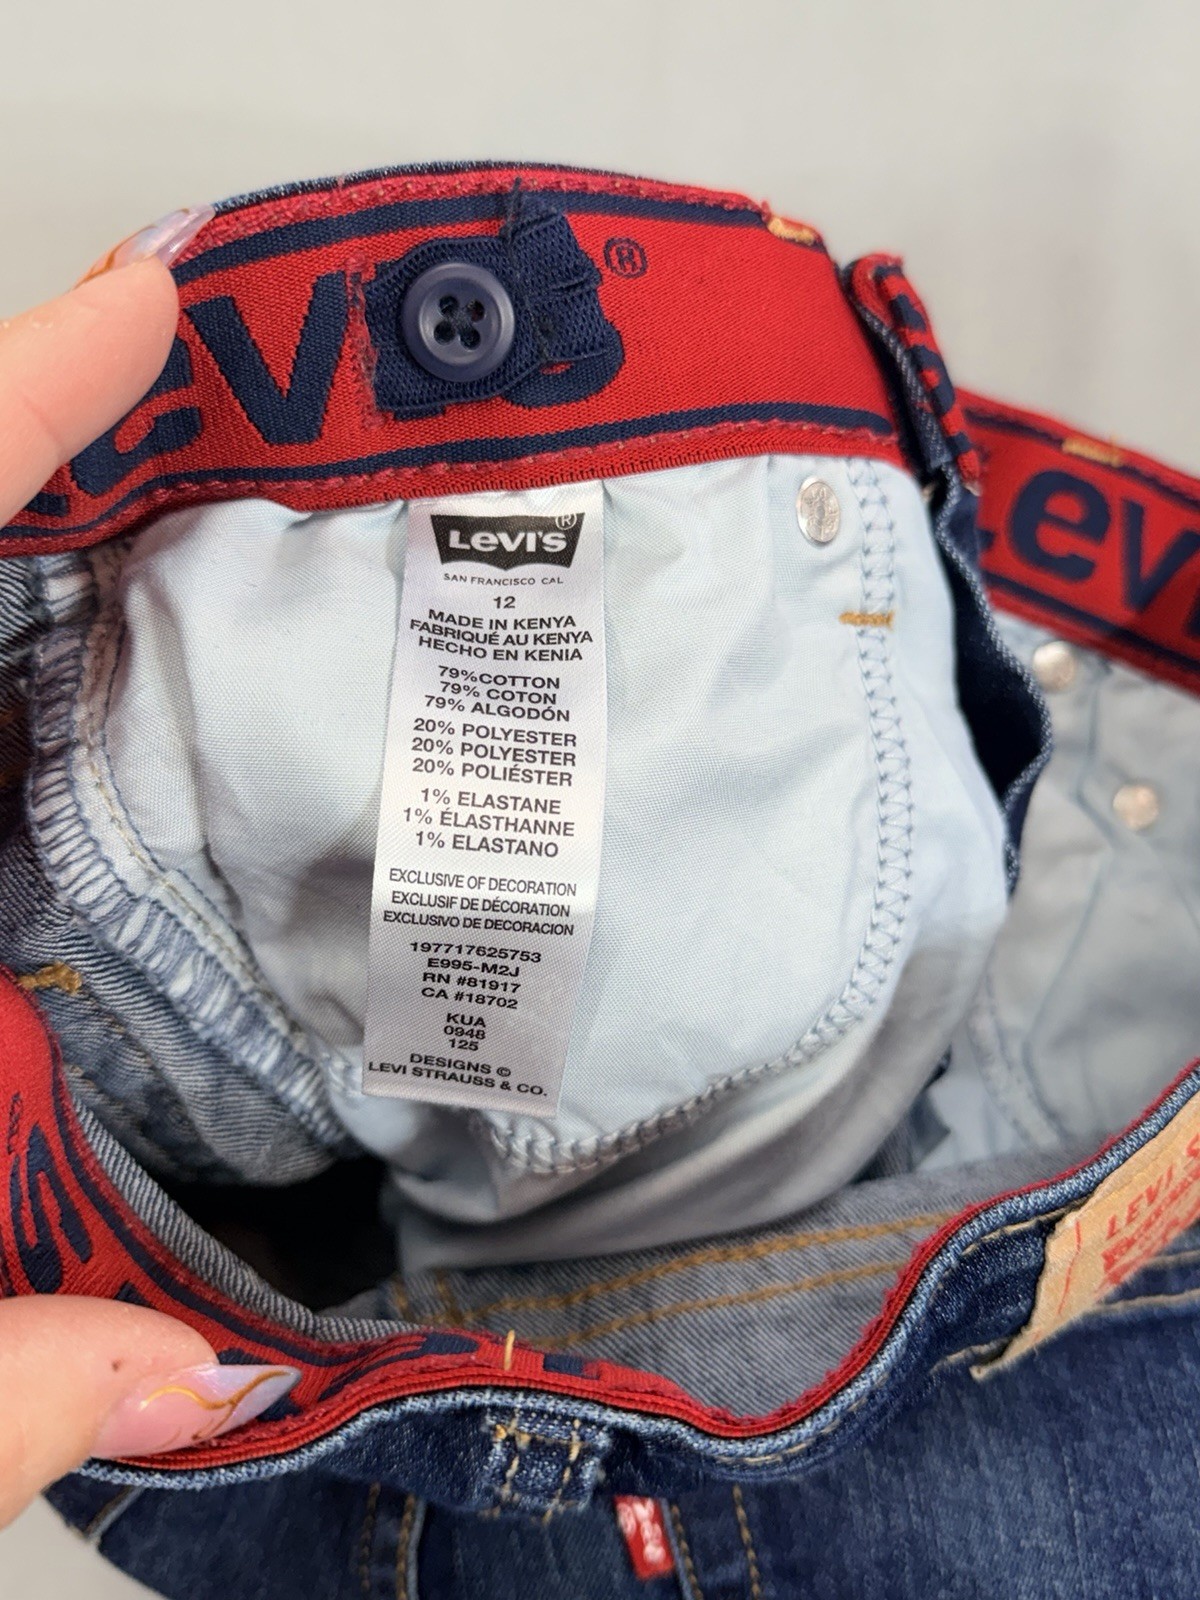 Levi's®
Levi
LEVI'S®
SAN FRANCISCO CAL
12
MADE IN KENYA
FABRIQUÉ AU KENYA
HECHO EN KENIA
79%COTTON
79% COTON
79% ALGODÓN
20% POLYESTER
20% POLYESTER
20% POLIÉSTER
1% ELASTANE
1% ÉLASTHANNE
1% ELASTANO
EXCLUSIVE OF DECORATION
EXCLUSIF DE DÉCORATION
EXCLUSIVO DE DECORACION
197717625753
E995-M2J
RN #81917
CA #18702
KUA
0948
125
DESIGNS ©
LEVI STRAUSS & CO.
LEVI'S